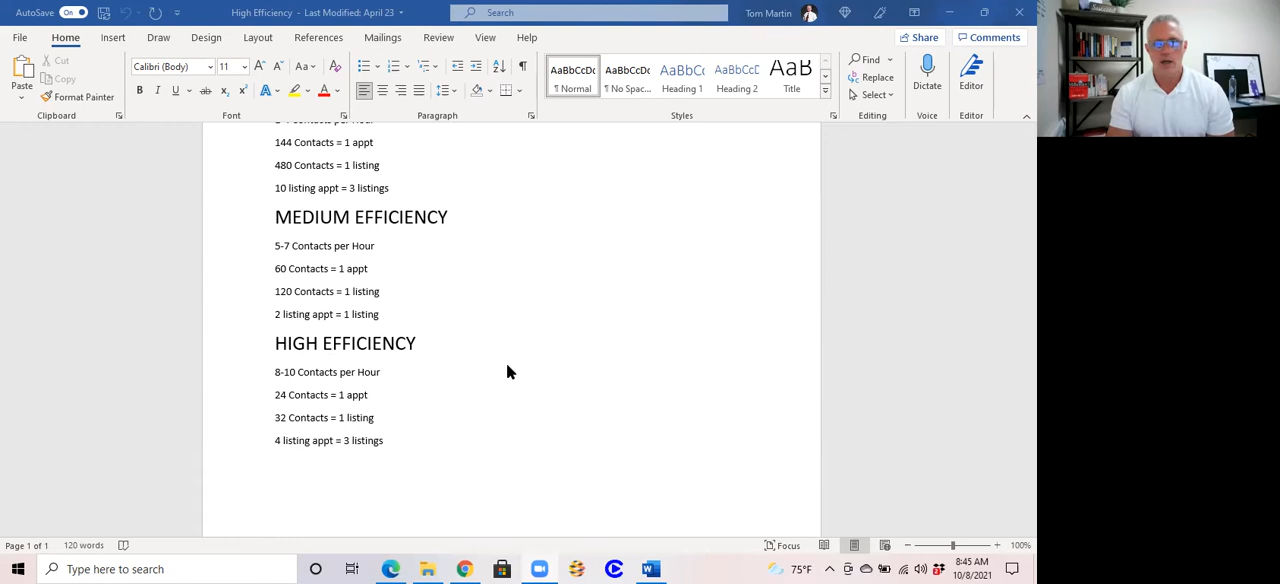 AutoSave On High Efficiency - Last Modified: April 23 Search Tom Martin
File Home Insert Draw Design Layout References Mailings Review View Help Share Comments
Paste Cut Copy Format Painter
Calibri (Body) 11
AaBbCcDc AaBbCcDc AaBbCc AaBbCcD AaB
¶ Normal ¶ No Spac... Heading 1 Heading 2 Title
Find Replace Select Dictate Editor
Clipboard Font Paragraph Styles Editing Voice Editor
144 Contacts = 1 appt
480 Contacts = 1 listing
10 listing appt = 3 listings
MEDIUM EFFICIENCY
5-7 Contacts per Hour
60 Contacts = 1 appt
120 Contacts = 1 listing
2 listing appt = 1 listing
HIGH EFFICIENCY
8-10 Contacts per Hour
24 Contacts = 1 appt
32 Contacts = 1 listing
4 listing appt = 3 listings
Page 1 of 1 120 words Focus 100%
Type here to search 75°F 8:45 AM
10/8/2021